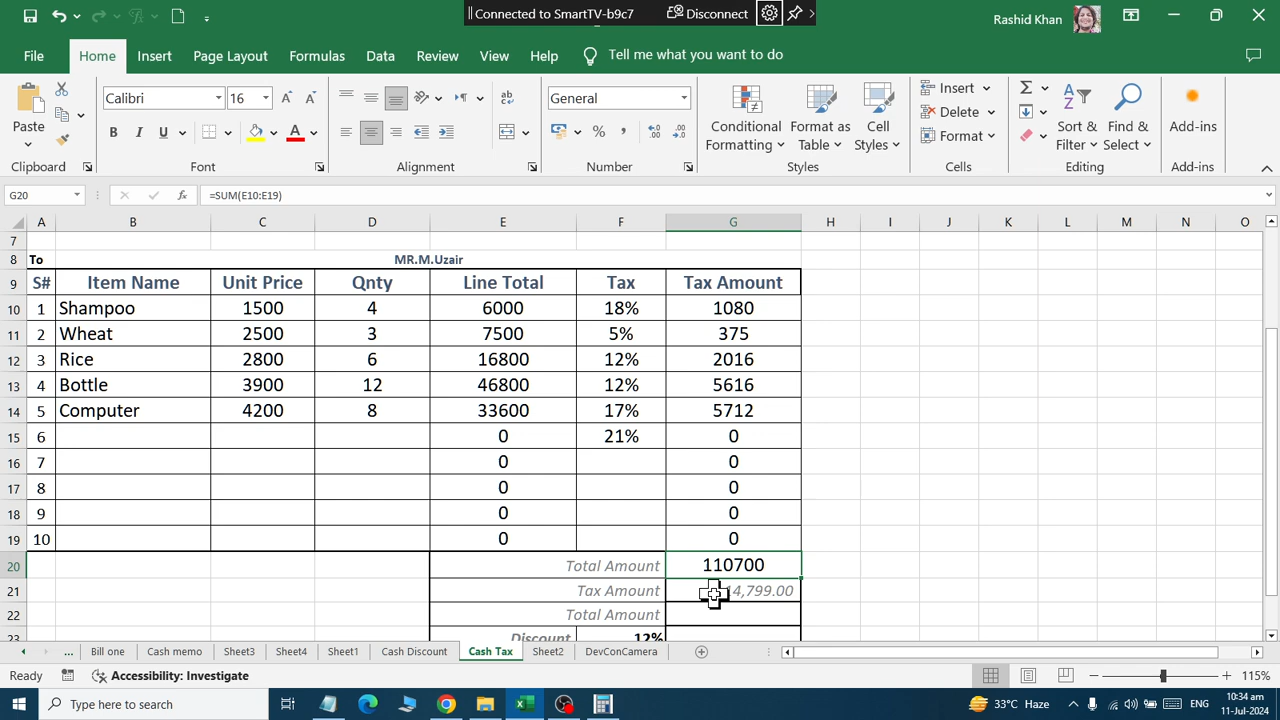 Connected to SmartTV-b9c7 Disconnect
Rashid Khan
File Home Insert Page Layout Formulas Data Review View Help Tell me what you want to do
Paste
Calibri 16
B I U A
ab
General
% ,
Conditional Formatting
Format as Table
Cell Styles
Insert
Delete
Format
Sort & Filter
Find & Select
Add-ins
Clipboard Font Alignment Number Styles Cells Editing Add-ins
G20 fx =SUM(E10:E19)
A B C D E F G H I J K L M N O
7
8 To MR.M.Uzair
9 S# Item Name Unit Price Qnty Line Total Tax Tax Amount
10 1 Shampoo 1500 4 6000 18% 1080
11 2 Wheat 2500 3 7500 5% 375
12 3 Rice 2800 6 16800 12% 2016
13 4 Bottle 3900 12 46800 12% 5616
14 5 Computer 4200 8 33600 17% 5712
15 6 0 21% 0
16 7 0 0
17 8 0 0
18 9 0 0
19 10 0 0
20 Total Amount 110700
21 Tax Amount 4,799.00
22 Total Amount
23 Discount 12%
... Bill one Cash memo Sheet3 Sheet4 Sheet1 Cash Discount Cash Tax Sheet2 DevConCamera
Ready Accessibility: Investigate 115%
Type here to search 33°C Haze ENG 10:34 am
11-Jul-2024